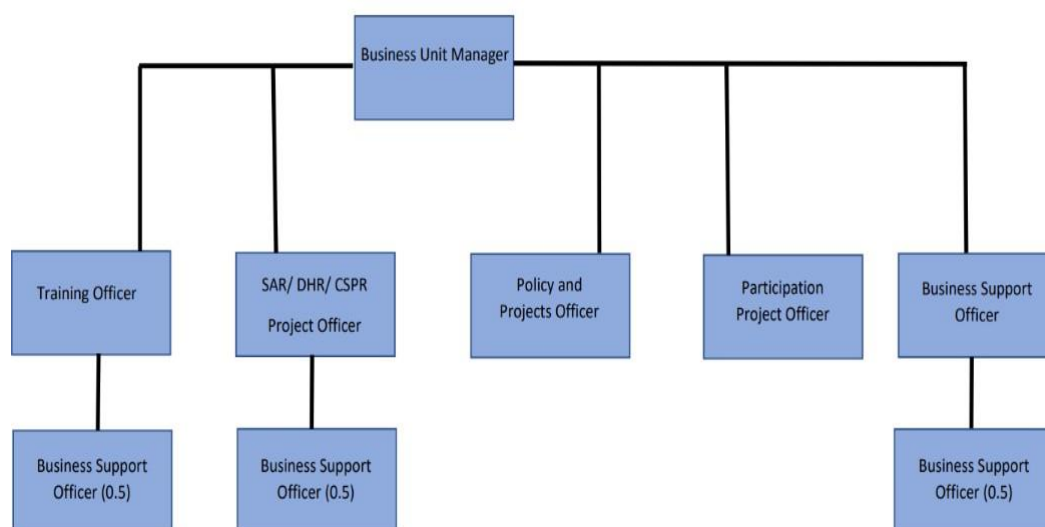 Business Unit Manager
Training Officer
SAR/ DHR/ CSPR
Project Officer
Policy and
Projects Officer
Participation
Project Officer
Business Support
Officer
Business Support
Officer (0.5)
Business Support
Officer (0.5)
Business Support
Officer (0.5)